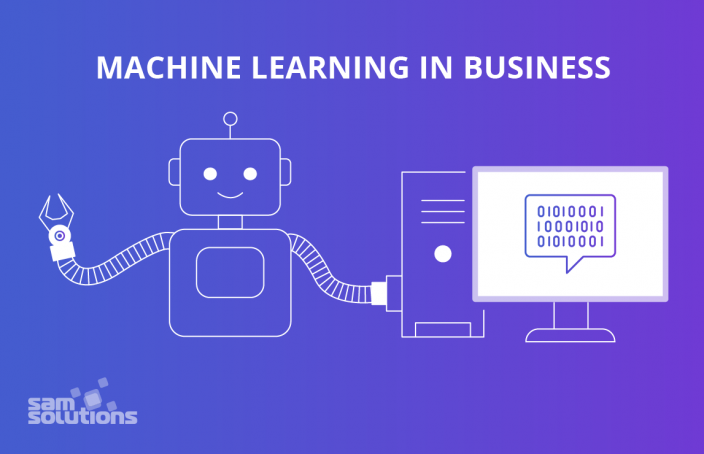 MACHINE LEARNING IN BUSINESS
01010001
10001010
01010001
sam
solutions